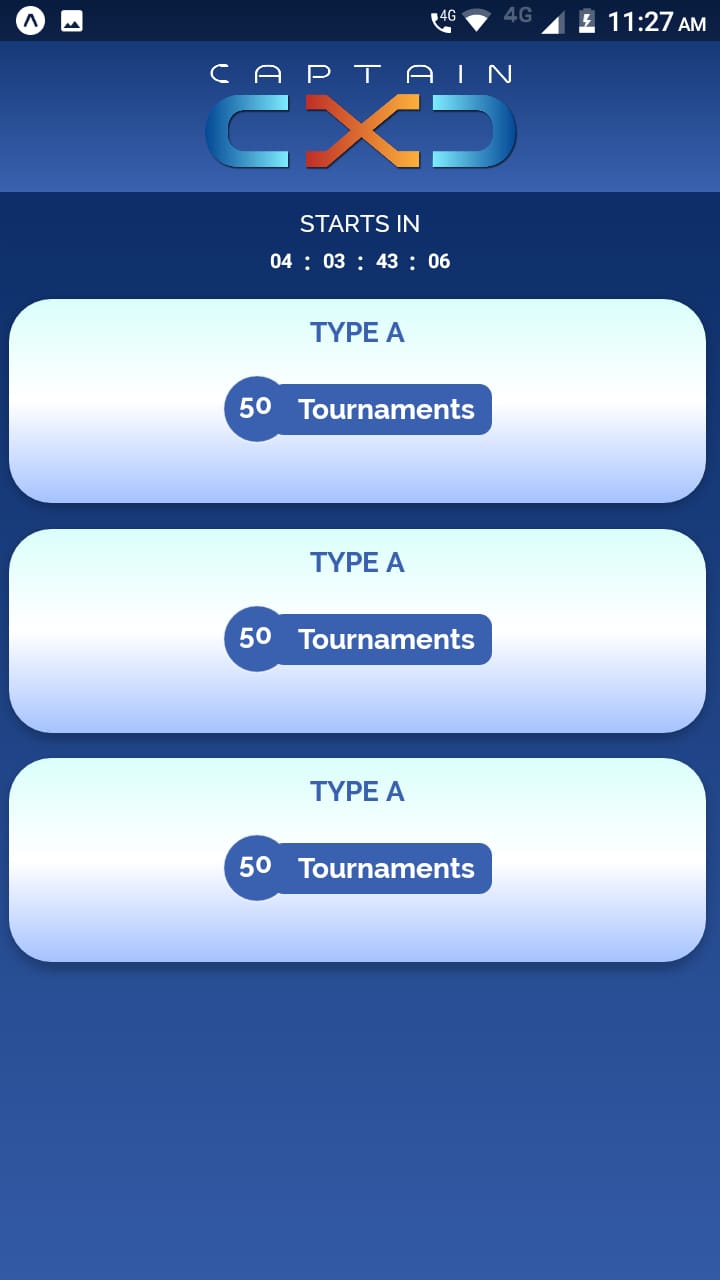 4G 4G 11:27 AM
CAPTAIN
CXD
STARTS IN
04 : 03 : 43 : 06
TYPE A
50 Tournaments
TYPE A
50 Tournaments
TYPE A
50 Tournaments